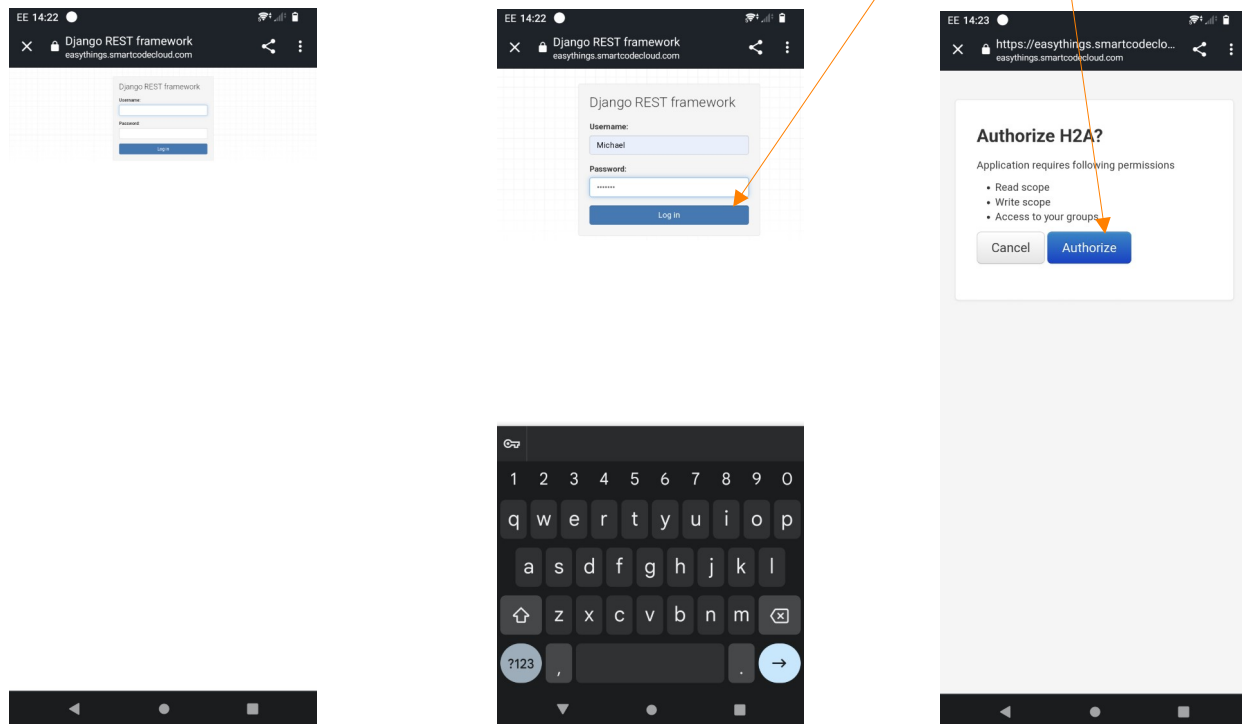 EE 14:22
Django REST framework
easythings.smartcodecloud.com
Django REST framework
Username:
Password:
Log in
EE 14:22
Django REST framework
easythings.smartcodecloud.com
Django REST framework
Username:
Michael
Password:
•••••••
Log in
1 2 3 4 5 6 7 8 9 0
q w e r t y u i o p
a s d f g h j k l
z x c v b n m
?123 , .
EE 14:23
https://easythings.smartcodeclo...
easythings.smartcodecloud.com
Authorize H2A?
Application requires following permissions
• Read scope
• Write scope
• Access to your groups
Cancel Authorize